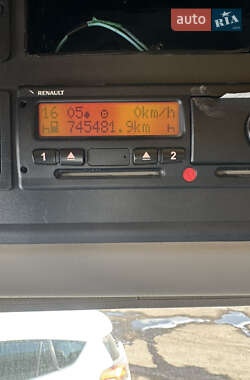 auto RIA
RENAULT
16 05 0km/h
h 745481.9km h
1 2